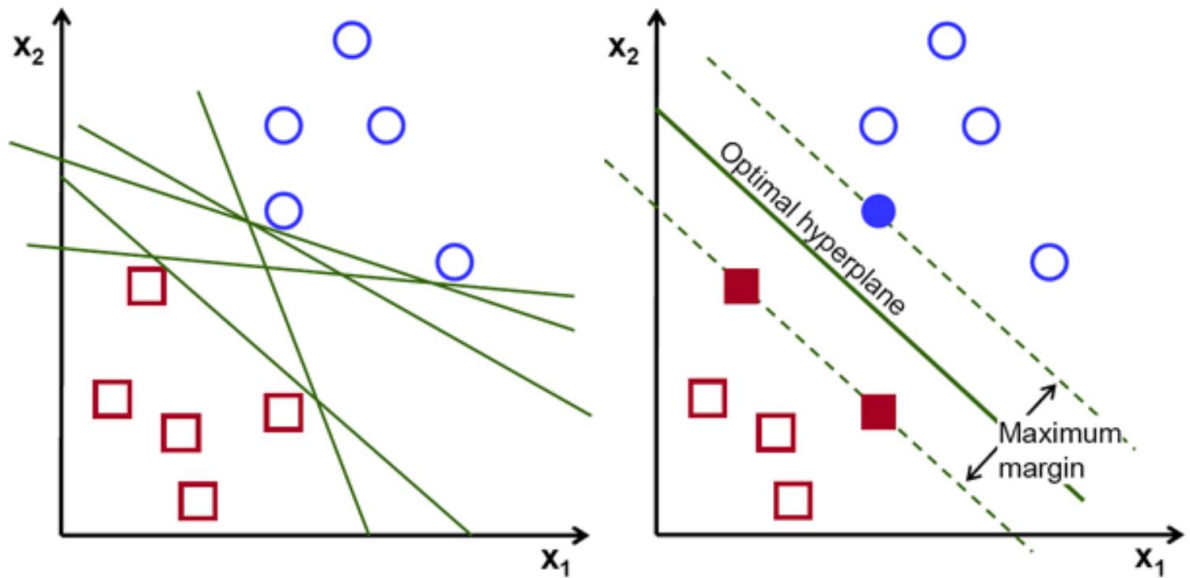 x₂
x₁
x₂
Optimal hyperplane
Maximum
margin
x₁